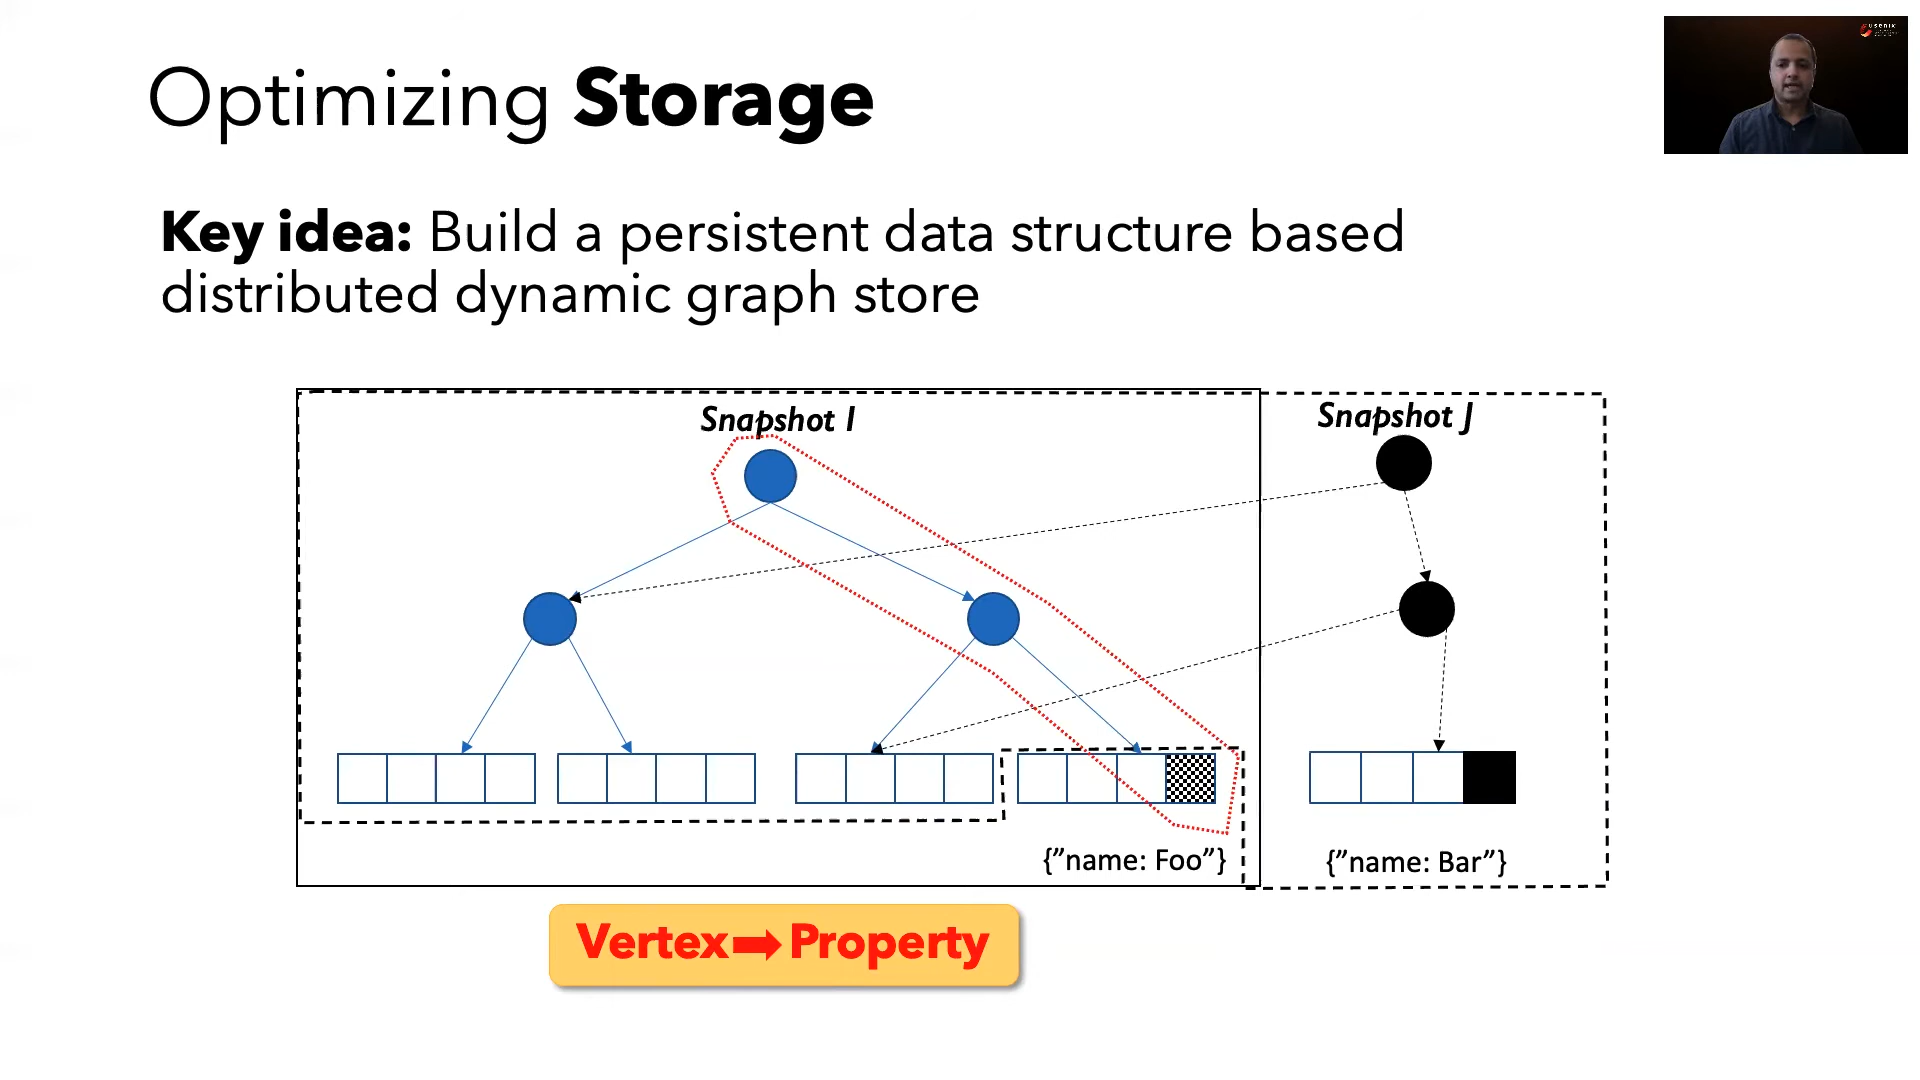 Optimizing Storage
USENIX
Key idea: Build a persistent data structure based
distributed dynamic graph store
Snapshot I
Snapshot J
{"name: Foo"}
{"name: Bar"}
Vertex➡Property